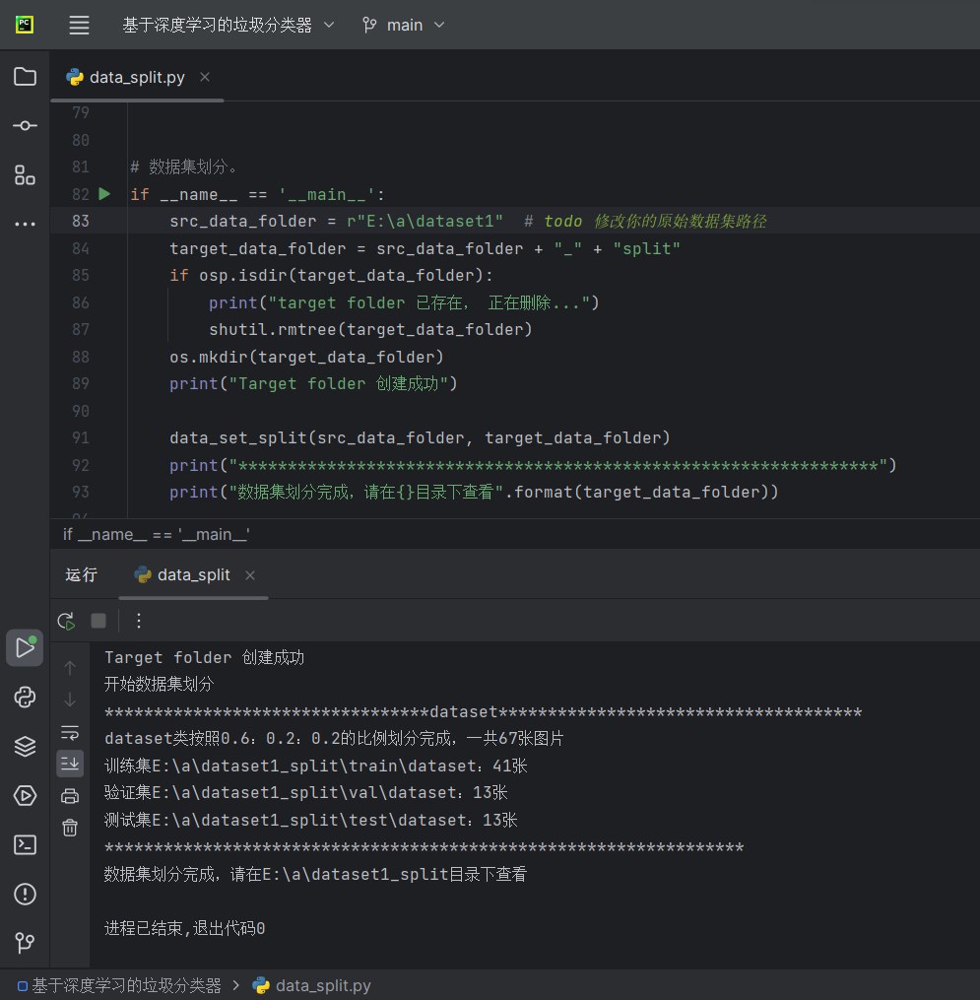 PC
基于深度学习的垃圾分类器 main
data_split.py
79
80
81 # 数据集划分。
82 if __name__ == '__main__':
83 src_data_folder = r"E:\a\dataset1" # todo 修改你的原始数据集路径
84 target_data_folder = src_data_folder + "_" + "split"
85 if osp.isdir(target_data_folder):
86 print("target folder 已存在， 正在删除...")
87 shutil.rmtree(target_data_folder)
88 os.mkdir(target_data_folder)
89 print("Target folder 创建成功")
90
91 data_set_split(src_data_folder, target_data_folder)
92 print("*****************************************************************")
93 print("数据集划分完成，请在{}目录下查看".format(target_data_folder))
if __name__ == '__main__'
运行 data_split
Target folder 创建成功
开始数据集划分
*********************************dataset*************************************
dataset类按照0.6：0.2：0.2的比例划分完成，一共67张图片
训练集E:\a\dataset1_split\train\dataset：41张
验证集E:\a\dataset1_split\val\dataset：13张
测试集E:\a\dataset1_split\test\dataset：13张
*****************************************************************
数据集划分完成，请在E:\a\dataset1_split目录下查看
进程已结束,退出代码0
基于深度学习的垃圾分类器 > data_split.py